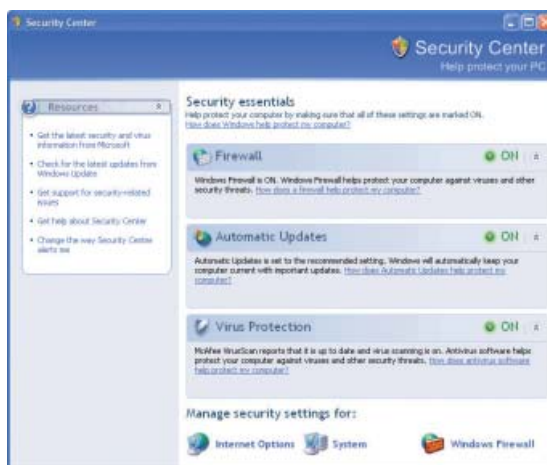 Security Center
Security Center
Help protect your PC
Resources
• Get the latest security and virus
information from Microsoft
• Check for the latest updates from
Windows Update
• Get support for security-related
issues
• Get help about Security Center
• Change the way Security Center
alerts me
Security essentials
Help protect your computer by making sure that all of these settings are marked ON.
How does Windows help protect my computer?
Firewall ON
Windows Firewall is ON. Windows Firewall helps protect your computer against viruses and other
security threats. How does a firewall help protect my computer?
Automatic Updates ON
Automatic Updates is set to the recommended setting. Windows will automatically keep your
computer current with important updates. How does Automatic Updates help protect my
computer?
Virus Protection ON
McAfee VirusScan reports that it is up to date and virus scanning is on. Antivirus software helps
protect your computer against viruses and other security threats. How does antivirus software
help protect my computer?
Manage security settings for:
Internet Options System Windows Firewall